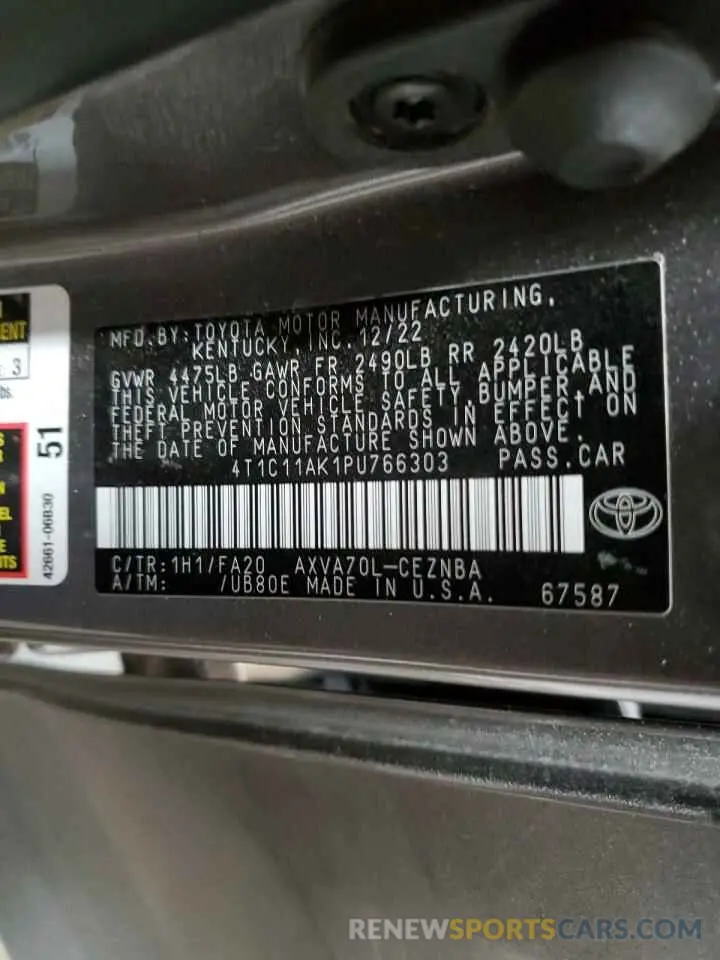 MFD. BY: TOYOTA MOTOR MANUFACTURING,
KENTUCKY, INC. 12/22
GVWR 4475LB GAWR FR 2490LB RR 2420LB
THIS VEHICLE CONFORMS TO ALL APPLICABLE
FEDERAL MOTOR VEHICLE SAFETY, BUMPER, AND
THEFT PREVENTION STANDARDS IN EFFECT ON
THE DATE OF MANUFACTURE SHOWN ABOVE.
4T1C11AK1PU766303 PASS.CAR
C/TR: 1H1/FA20 AXVA70L-CEZNBA
A/TM: /UB80E MADE IN U.S.A. 67587
3
51
42661-06B30
RENEWSPORTSCARS.COM